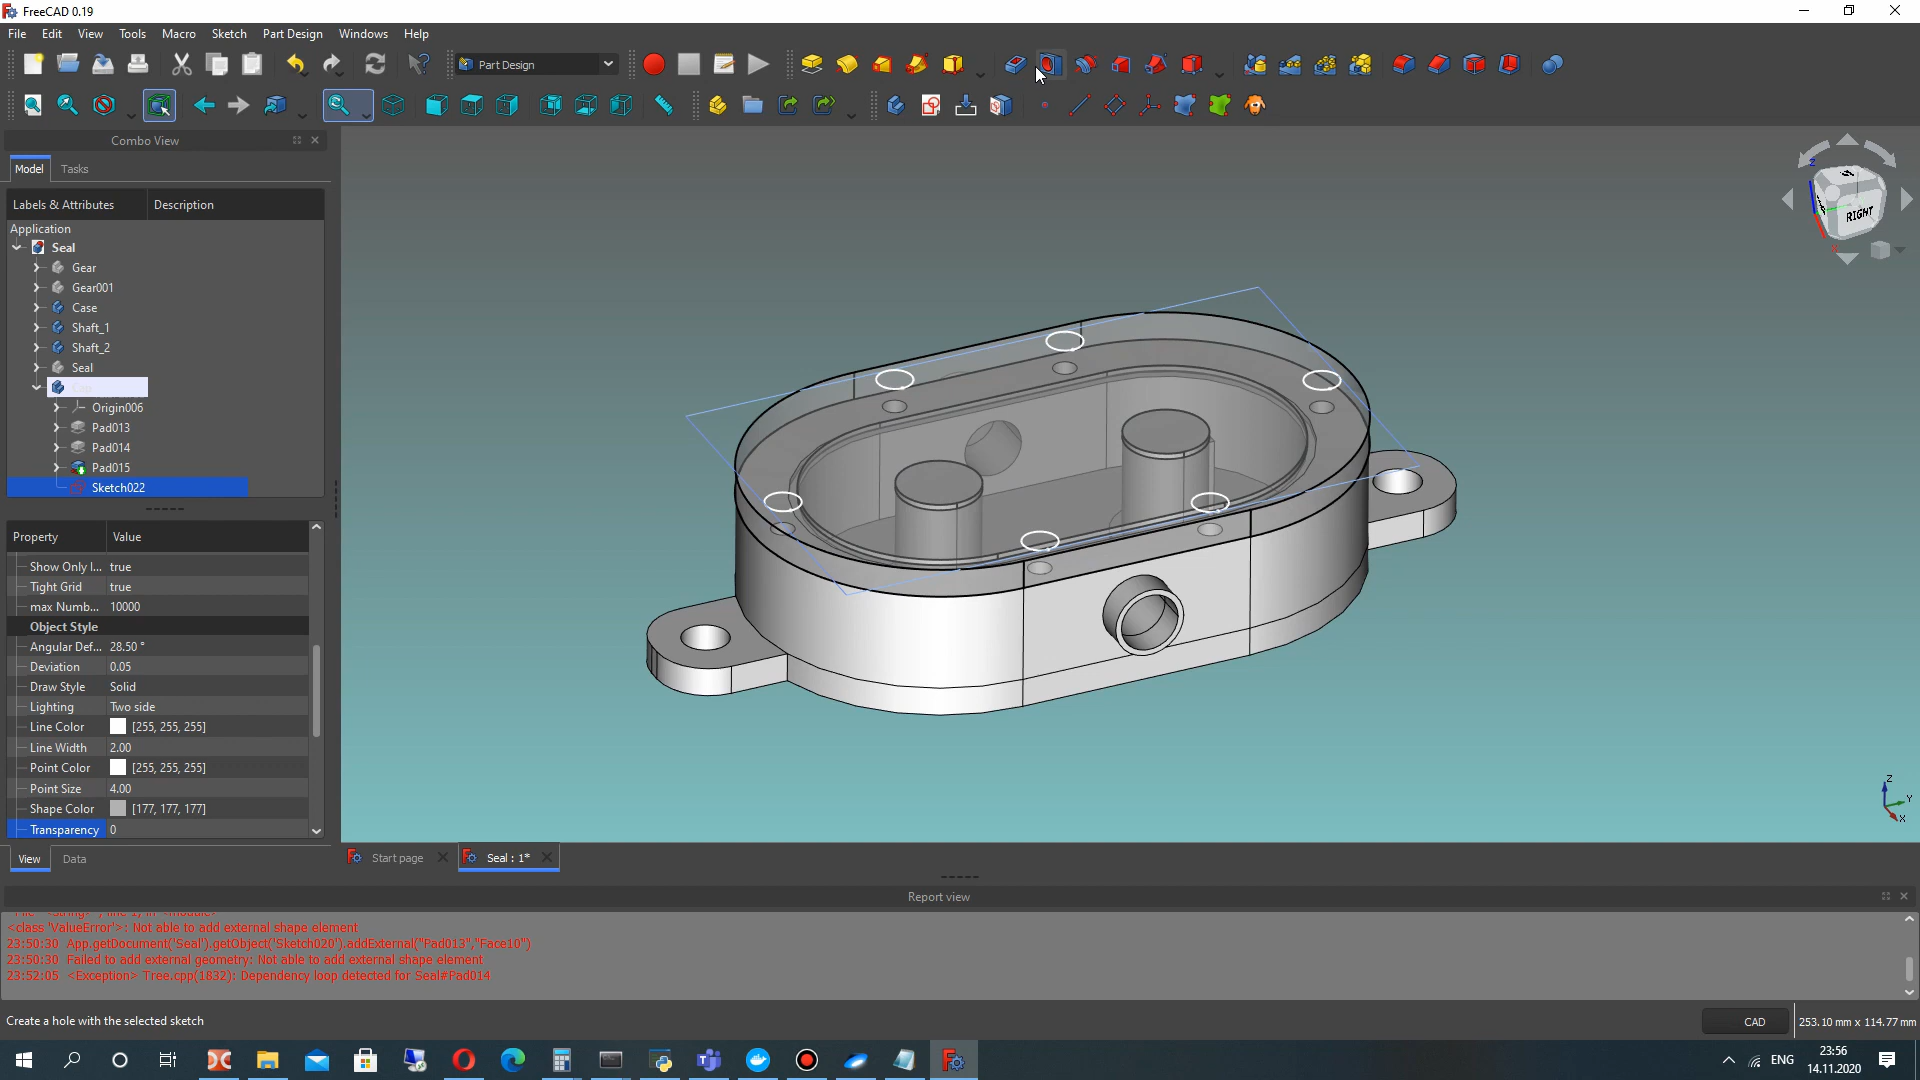 FreeCAD 0.19
File Edit View Tools Macro Sketch Part Design Windows Help
Part Design
Combo View
Model Tasks
Labels & Attributes Description
Application
Seal
Gear
Gear001
Case
Shaft_1
Shaft_2
Seal
Origin006
Pad013
Pad014
Pad015
Sketch022
Property Value
Show Only I... true
Tight Grid true
max Numb... 10000
Object Style
Angular Def... 28.50 °
Deviation 0.05
Draw Style Solid
Lighting Two side
Line Color [255, 255, 255]
Line Width 2.00
Point Color [255, 255, 255]
Point Size 4.00
Shape Color [177, 177, 177]
Transparency 0
View Data
RIGHT
Z
Z
Y
X
Start page
Seal : 1*
Report view
<class 'ValueError'>: Not able to add external shape element
23:50:30 App.getDocument('Seal').getObject('Sketch020').addExternal("Pad013","Face10")
23:50:30 Failed to add external geometry: Not able to add external shape element
23:52:05 <Exception> Tree.cpp(1832): Dependency loop detected for Seal#Pad014
Create a hole with the selected sketch
CAD
253.10 mm x 114.77 mm
ENG
23:56
14.11.2020